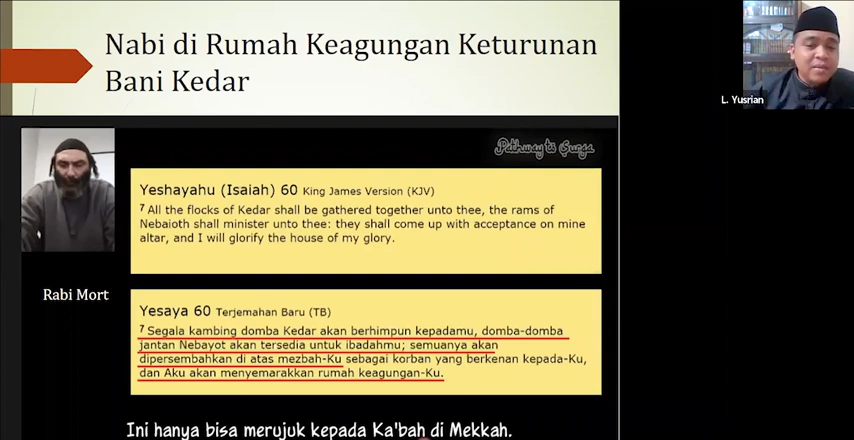 Nabi di Rumah Keagungan Keturunan
Bani Kedar
L. Yusrian
Pathway to Surga
Yeshayahu (Isaiah) 60 King James Version (KJV)
7 All the flocks of Kedar shall be gathered together unto thee, the rams of
Nebaioth shall minister unto thee: they shall come up with acceptance on mine
altar, and I will glorify the house of my glory.
Rabi Mort
Yesaya 60 Terjemahan Baru (TB)
7 Segala kambing domba Kedar akan berhimpun kepadamu, domba-domba
jantan Nebayot akan tersedia untuk ibadahmu; semuanya akan
dipersembahkan di atas mezbah-Ku sebagai korban yang berkenan kepada-Ku,
dan Aku akan menyemarakkan rumah keagungan-Ku.
Ini hanya bisa merujuk kepada Ka'bah di Mekkah.